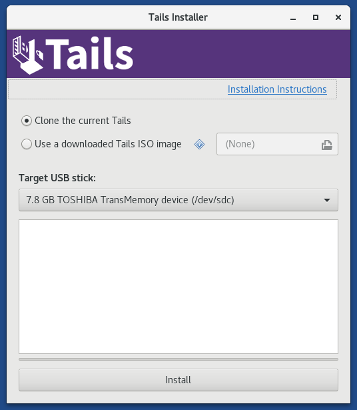 Tails Installer
Tails
Installation Instructions
Clone the current Tails
Use a downloaded Tails ISO image (None)
Target USB stick:
7.8 GB TOSHIBA TransMemory device (/dev/sdc)
Install